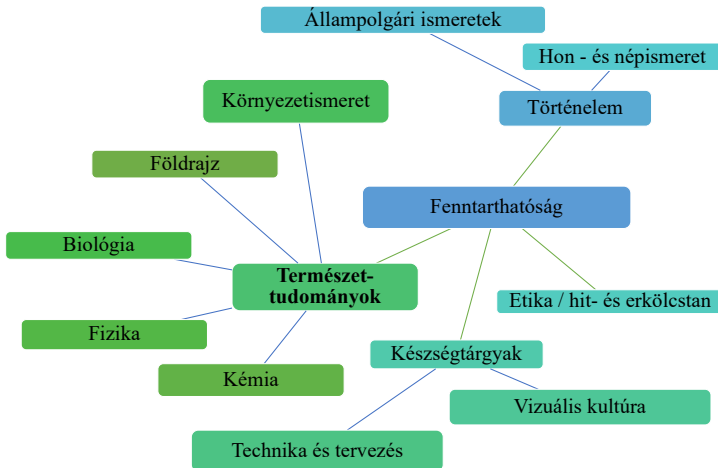 Állampolgári ismeretek
Hon - és népismeret
Környezetismeret
Történelem
Földrajz
Fenntarthatóság
Biológia
Természet-
tudományok
Etika / hit- és erkölcstan
Fizika
Készségtárgyak
Kémia
Vizuális kultúra
Technika és tervezés